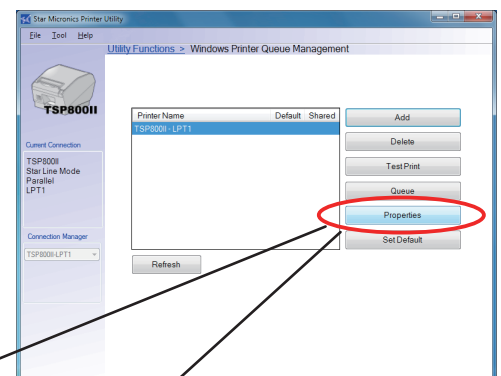 Star Micronics Printer Utility
File Tool Help
Utility Functions > Windows Printer Queue Management
TSP800II
Current Connection
TSP800II
Star Line Mode
Parallel
LPT1
Connection Manager
TSP800II-LPT1
Printer Name Default Shared
TSP800II - LPT1
Refresh
Add
Delete
Test Print
Queue
Properties
Set Default